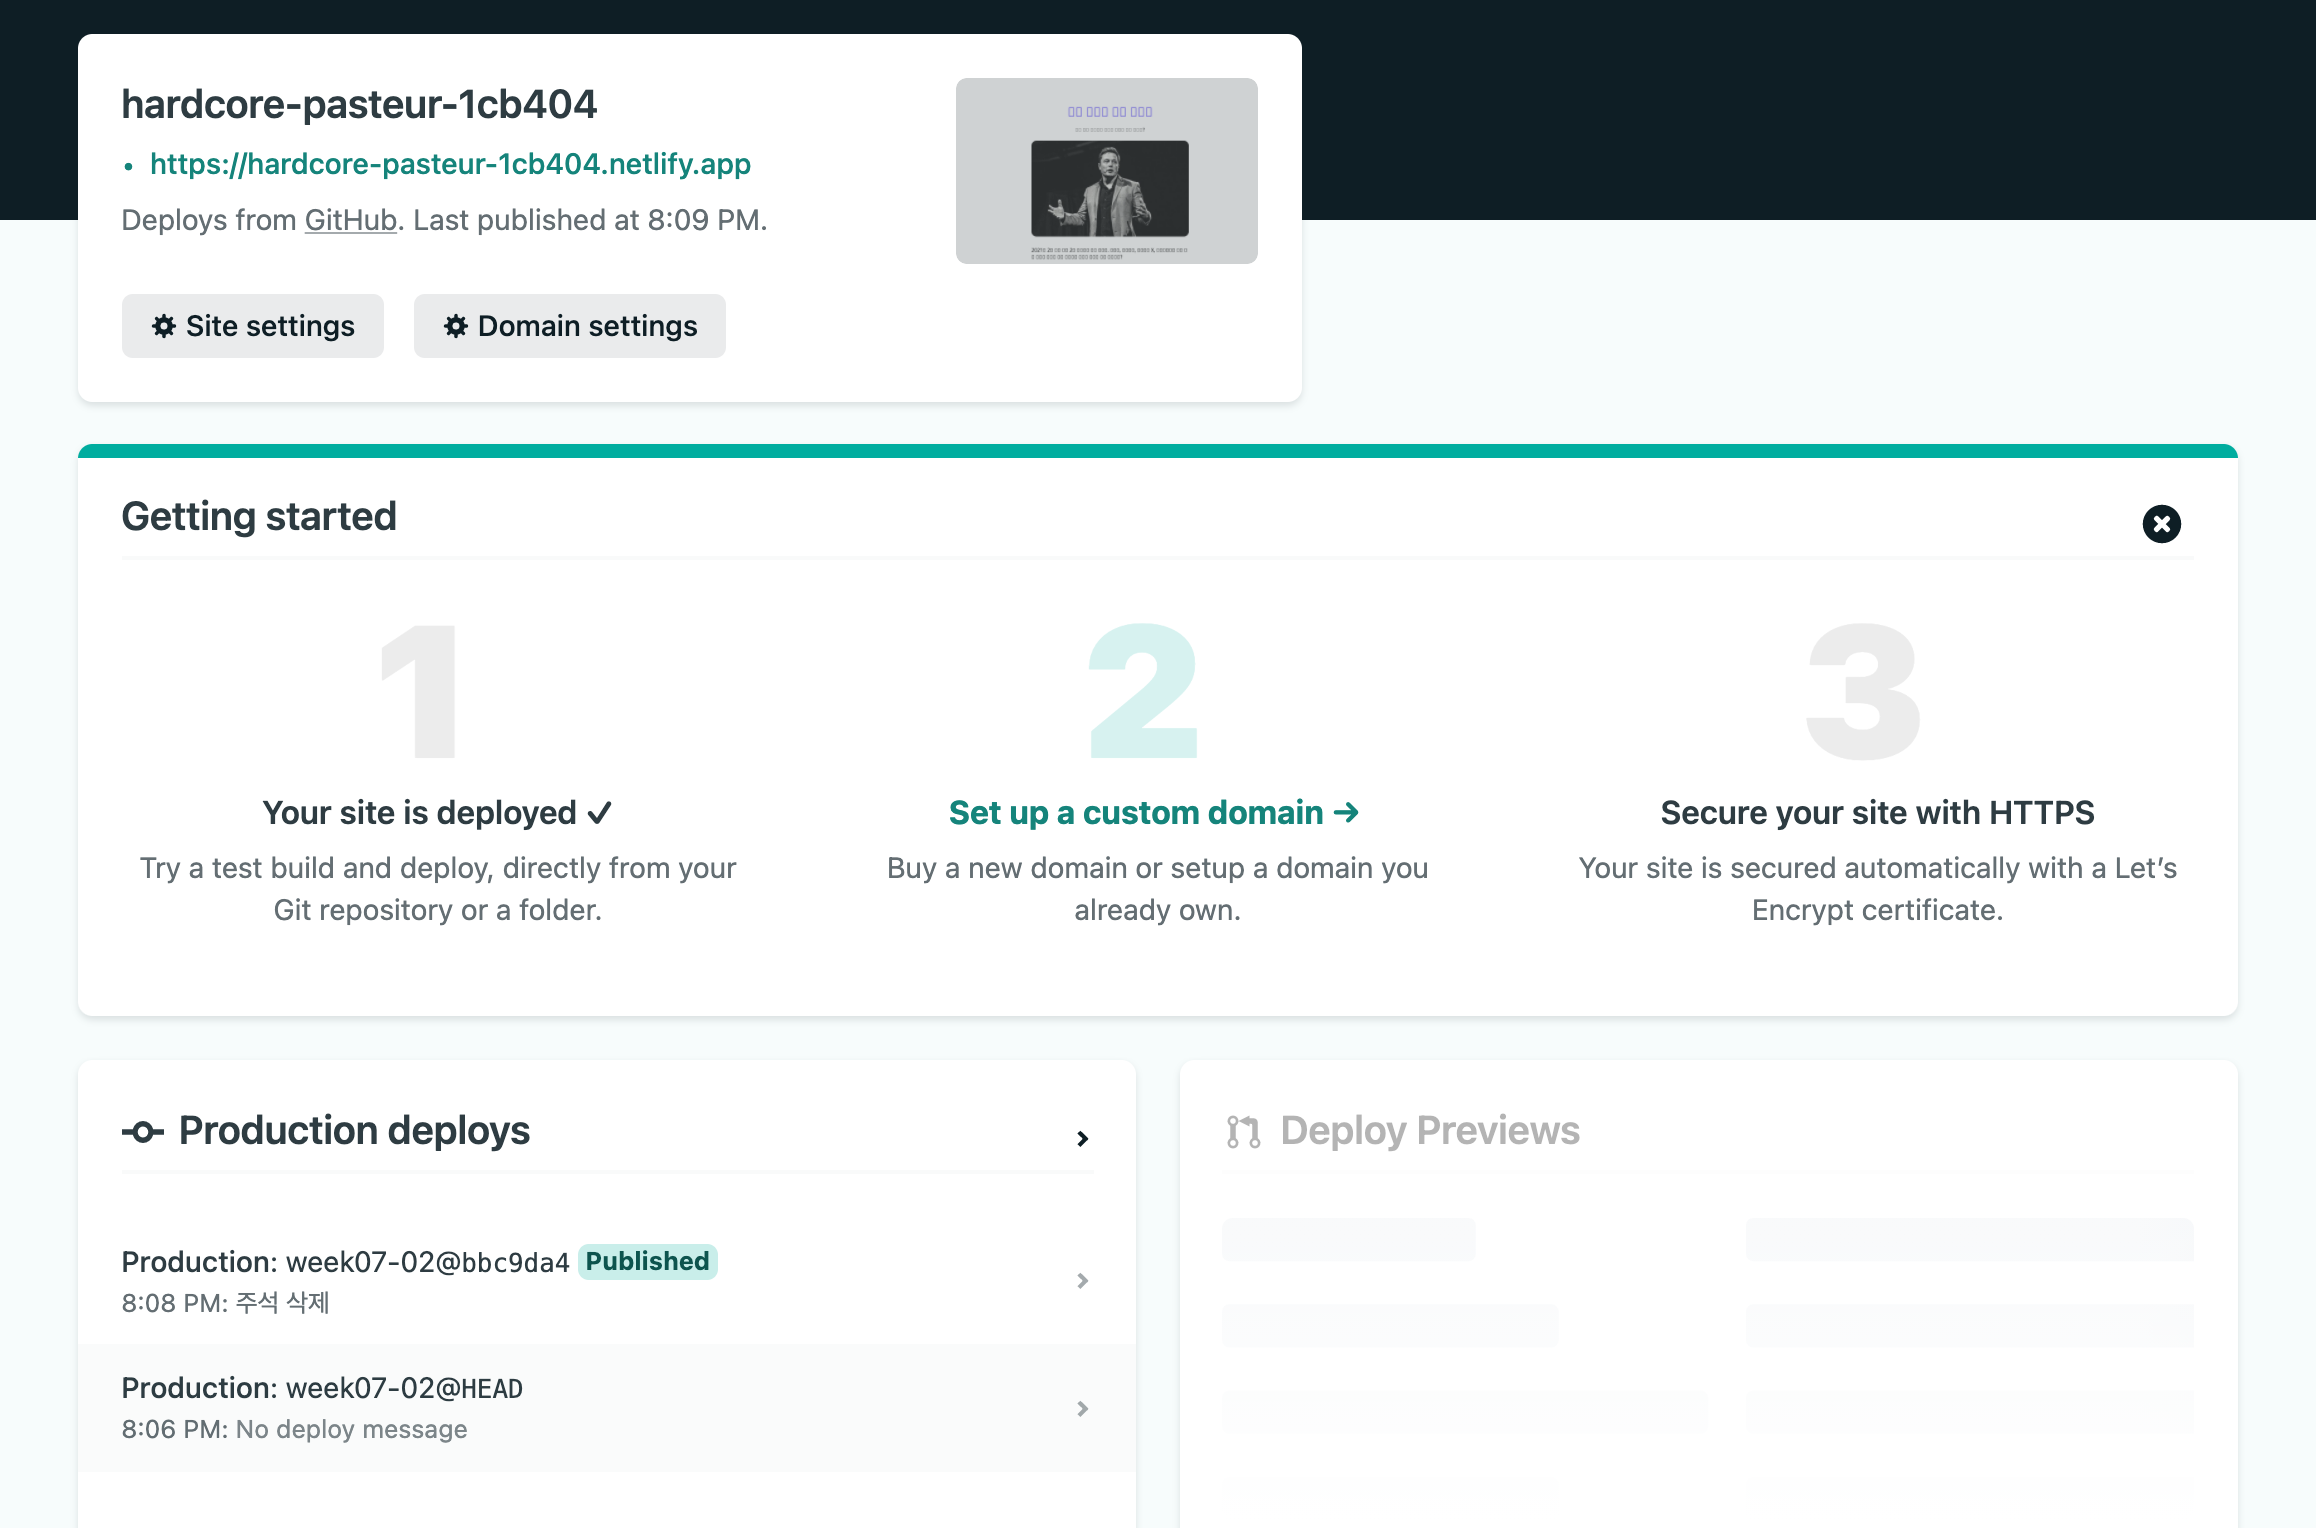 hardcore-pasteur-1cb404
• https://hardcore-pasteur-1cb404.netlify.app
Deploys from GitHub. Last published at 8:09 PM.
Site settings
Domain settings
Getting started
1
Your site is deployed ✓
Try a test build and deploy, directly from your
Git repository or a folder.
2
Set up a custom domain →
Buy a new domain or setup a domain you
already own.
3
Secure your site with HTTPS
Your site is secured automatically with a Let’s
Encrypt certificate.
Production deploys
Production: week07-02@bbc9da4 Published
8:08 PM: 주석 삭제
Production: week07-02@HEAD
8:06 PM: No deploy message
Deploy Previews